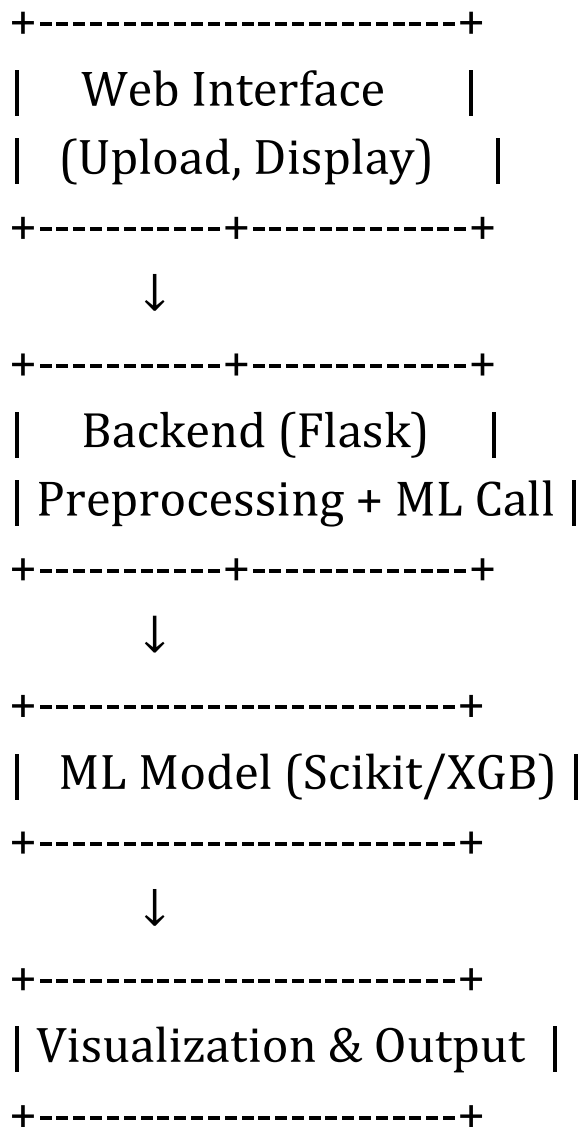 +-------------------------+
|     Web Interface     |
|   (Upload, Display)    |
+-----------+-------------+
↓
+-----------+-------------+
|     Backend (Flask)    |
| Preprocessing + ML Call |
+-----------+-------------+
↓
+-------------------------+
|   ML Model (Scikit/XGB) |
+-------------------------+
↓
+-------------------------+
| Visualization & Output  |
+-------------------------+